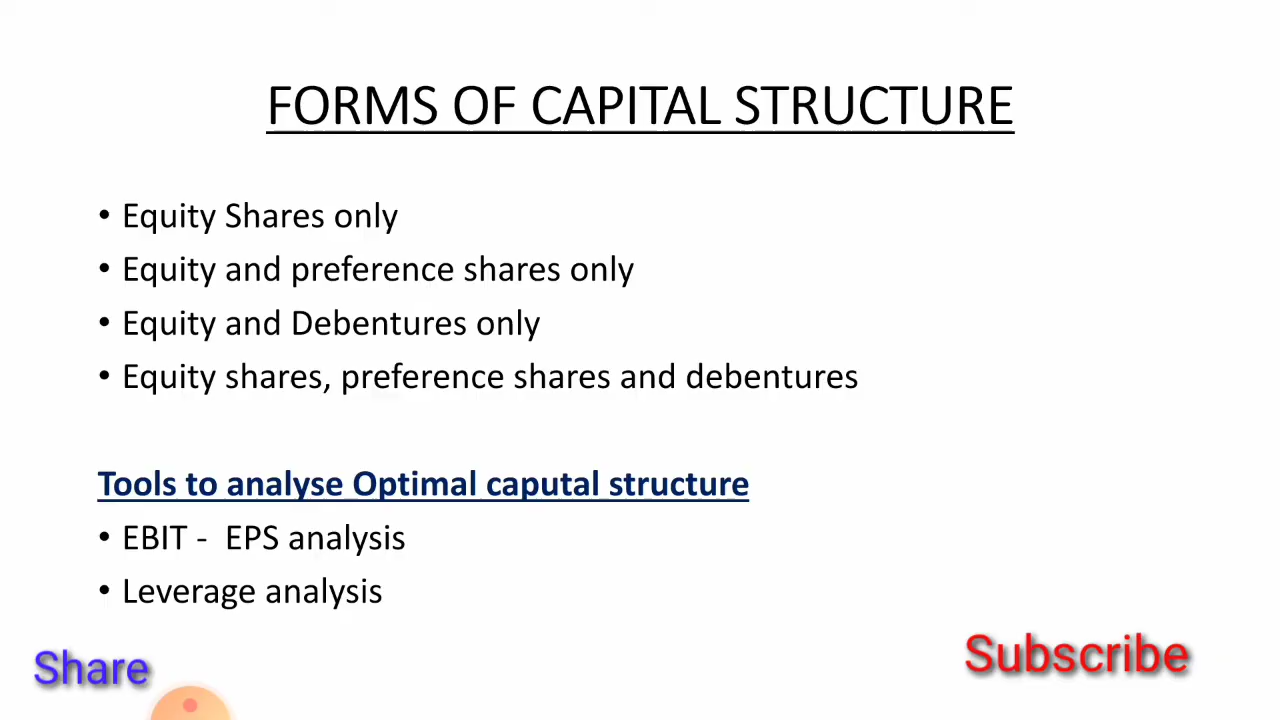 FORMS OF CAPITAL STRUCTURE
• Equity Shares only
• Equity and preference shares only
• Equity and Debentures only
• Equity shares, preference shares and debentures
Tools to analyse Optimal caputal structure
• EBIT - EPS analysis
• Leverage analysis
Share
Subscribe